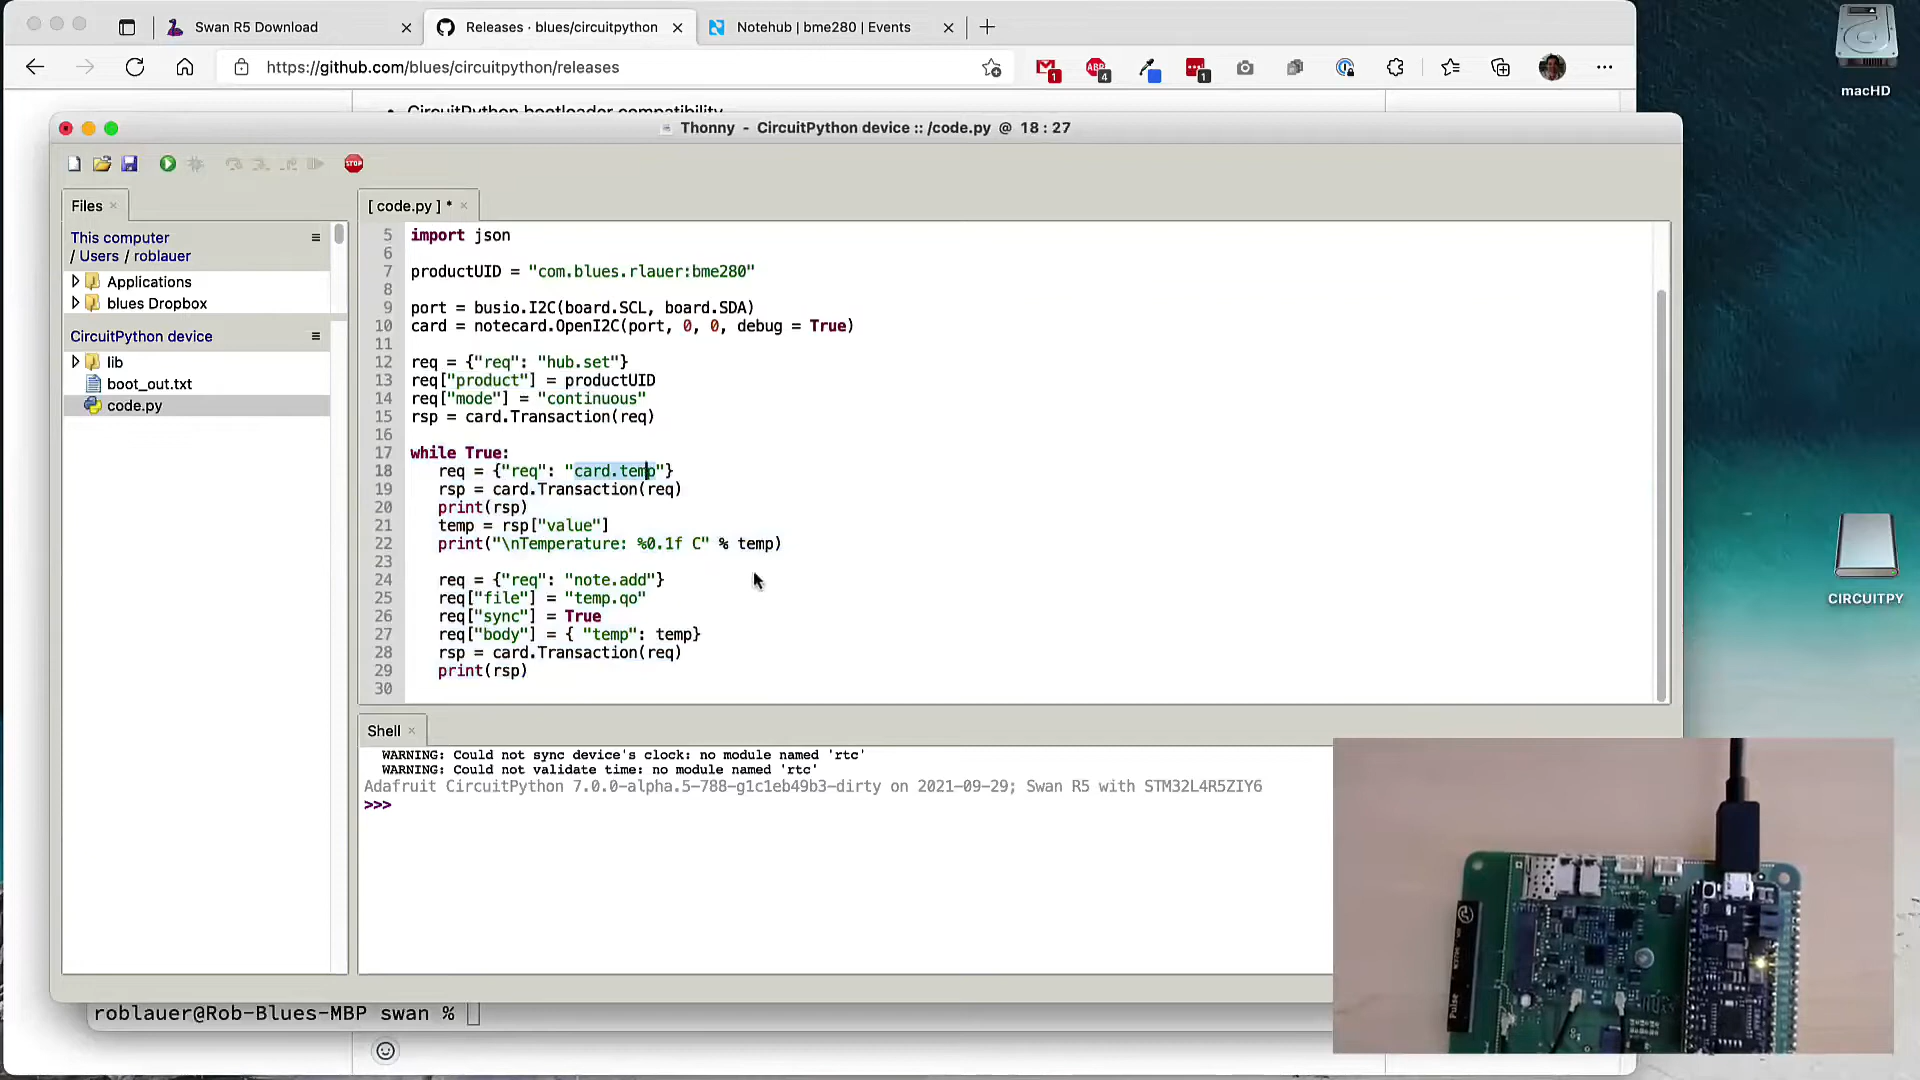 Swan R5 Download
Releases · blues/circuitpython
Notehub | bme280 | Events
https://github.com/blues/circuitpython/releases
1
4
1
macHD
CircuitPython bootloader compatibility
Thonny - CircuitPython device :: /code.py @ 18 : 27
STOP
Files
[ code.py ] *
This computer
/ Users / roblauer
Applications
blues Dropbox
CircuitPython device
lib
boot_out.txt
code.py
5 import json
6
7 productUID = "com.blues.rlauer:bme280"
8
9 port = busio.I2C(board.SCL, board.SDA)
10 card = notecard.OpenI2C(port, 0, 0, debug = True)
11
12 req = {"req": "hub.set"}
13 req["product"] = productUID
14 req["mode"] = "continuous"
15 rsp = card.Transaction(req)
16
17 while True:
18 req = {"req": "card.temp"}
19 rsp = card.Transaction(req)
20 print(rsp)
21 temp = rsp["value"]
22 print("\nTemperature: %0.1f C" % temp)
23
24 req = {"req": "note.add"}
25 req["file"] = "temp.qo"
26 req["sync"] = True
27 req["body"] = { "temp": temp}
28 rsp = card.Transaction(req)
29 print(rsp)
30
CIRCUITPY
Shell
WARNING: Could not sync device's clock: no module named 'rtc'
WARNING: Could not validate time: no module named 'rtc'
Adafruit CircuitPython 7.0.0-alpha.5-788-g1c1eb49b3-dirty on 2021-09-29; Swan R5 with STM32L4R5ZIY6
>>>
roblauer@Rob-Blues-MBP swan %
Pulse